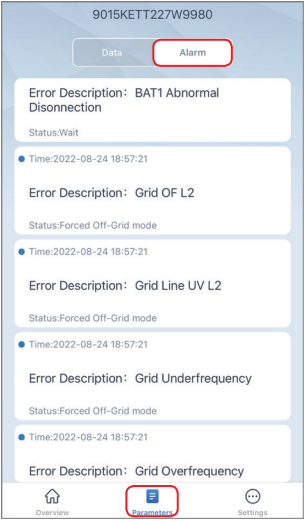 9015KETT227W9980
Data
Alarm
Error Description: BAT1 Abnormal
Disonnection
Status:Wait
Time:2022-08-24 18:57:21
Error Description: Grid OF L2
Status:Forced Off-Grid mode
Time:2022-08-24 18:57:21
Error Description: Grid Line UV L2
Status:Forced Off-Grid mode
Time:2022-08-24 18:57:21
Error Description: Grid Underfrequency
Status:Forced Off-Grid mode
Time:2022-08-24 18:57:21
Error Description: Grid Overfrequency
Overview
Parameters
Settings